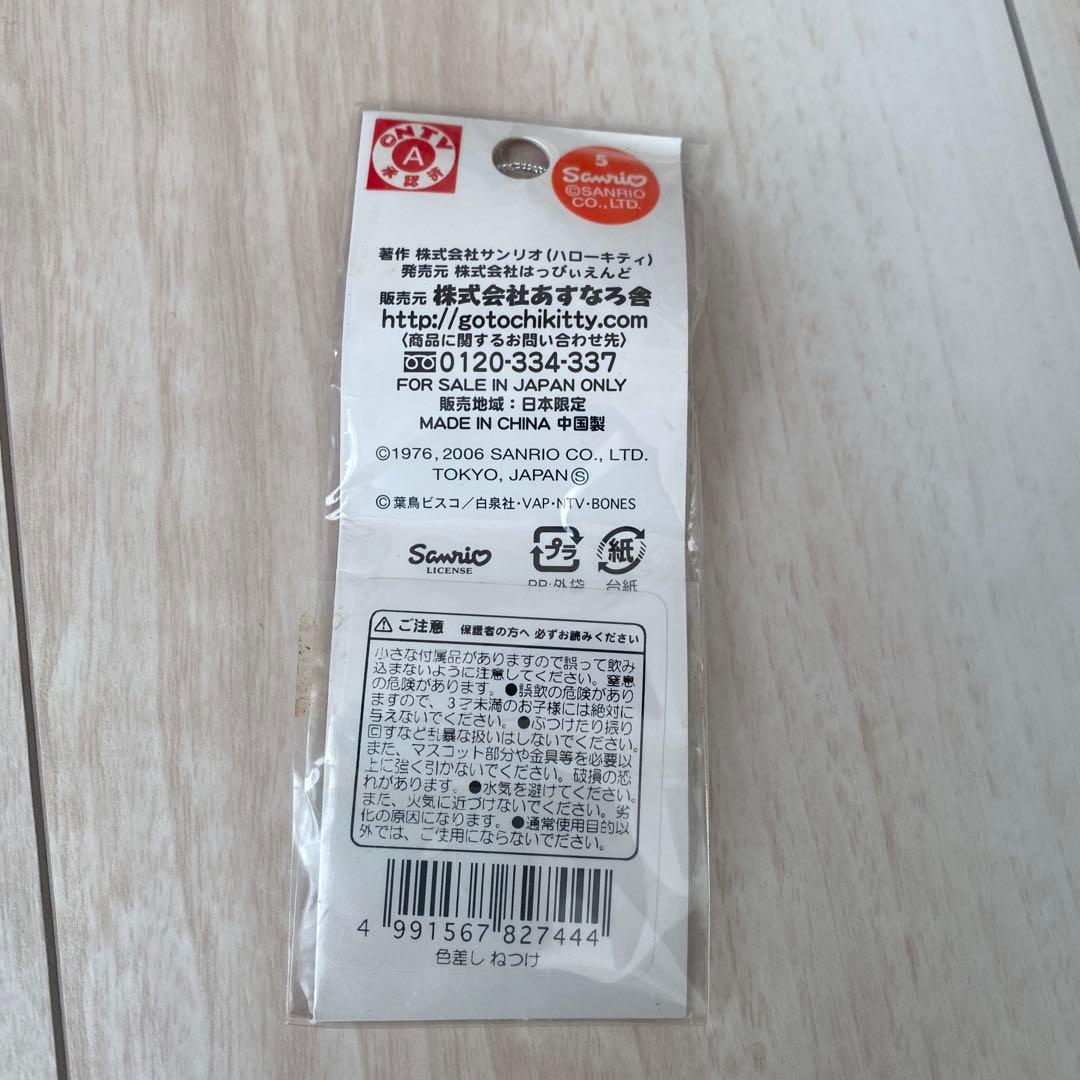 ©NTV
A
承認済
5
Sanrio
©SANRIO
CO.,LTD.
著作 株式会社サンリオ(ハローキティ)
発売元 株式会社はっぴぃえんど
販売元 株式会社あすなろ舎
http://gotochikitty.com
〈商品に関するお問い合わせ先〉
0120-334-337
FOR SALE IN JAPAN ONLY
販売地域:日本限定
MADE IN CHINA 中国製
©1976, 2006 SANRIO CO., LTD.
TOKYO, JAPAN Ⓢ
©葉鳥ビスコ/白泉社・VAP・NTV・BONES
Sanrio
LICENSE
プラ
紙
PP:外袋
台紙
⚠ご注意 保護者の方へ 必ずお読みください
小さな付属品がありますので誤って飲み
込まないように注意してください。窒息
の危険があります。●誤飲の危険があり
ますので、3才未満のお子様には絶対に
与えないでください。●ぶつけたり振り
回すなど乱暴な扱いはしないでください。
また、マスコット部分や金具等を必要以
上に強く引かないでください。破損の恐
れがあります。●水気を避けてください。
また、火気に近づけないでください。劣
化の原因になります。●通常使用目的以
外では、ご使用にならないでださい。
4 991567 827444
色差し ねつけ